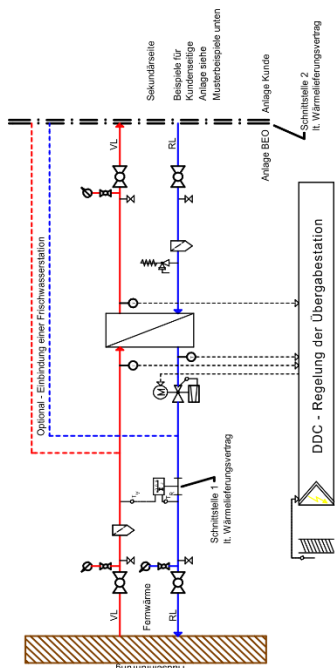 Optional - Einbindung einer Frischwasserstation
Sekundärseite
Beispiele für
Kundenseitige
Anlage siehe
Musterbeispiele unten
VL
RL
Anlage BEO
Anlage Kunde
Schnittstelle 2
lt. Wärmelieferungsvertrag
M
DDC - Regelung der Übergabestation
Schnittstelle 1
lt. Wärmelieferungsvertrag
Fernwärme
VL
RL